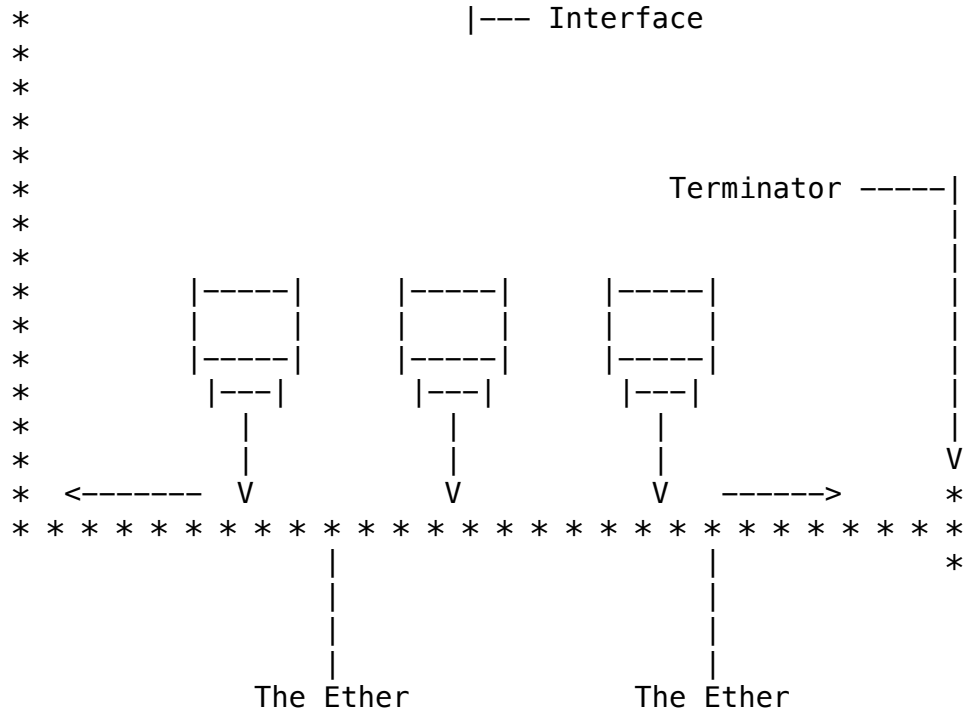 |--- Interface
Terminator -----|
The Ether The Ether